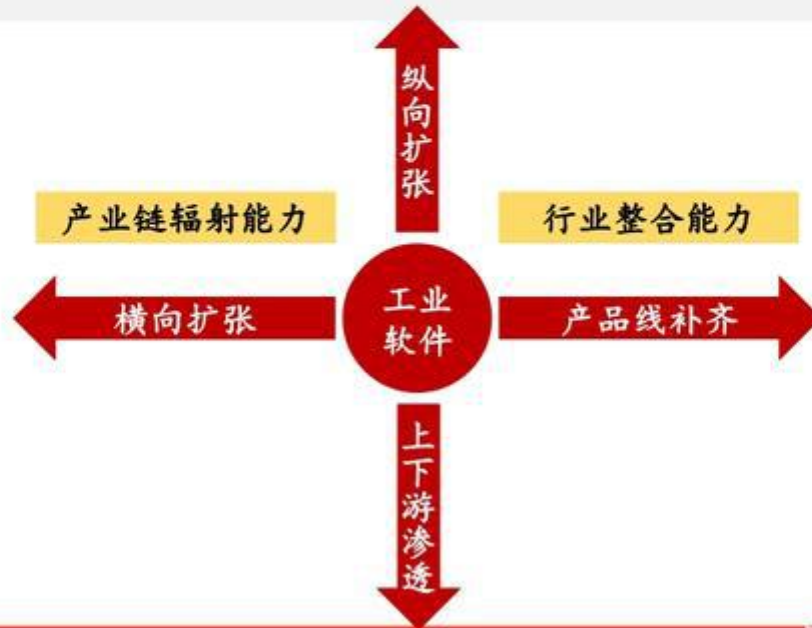 纵向扩张
产业链辐射能力
行业整合能力
横向扩张
工业
软件
产品线补齐
上下游渗透